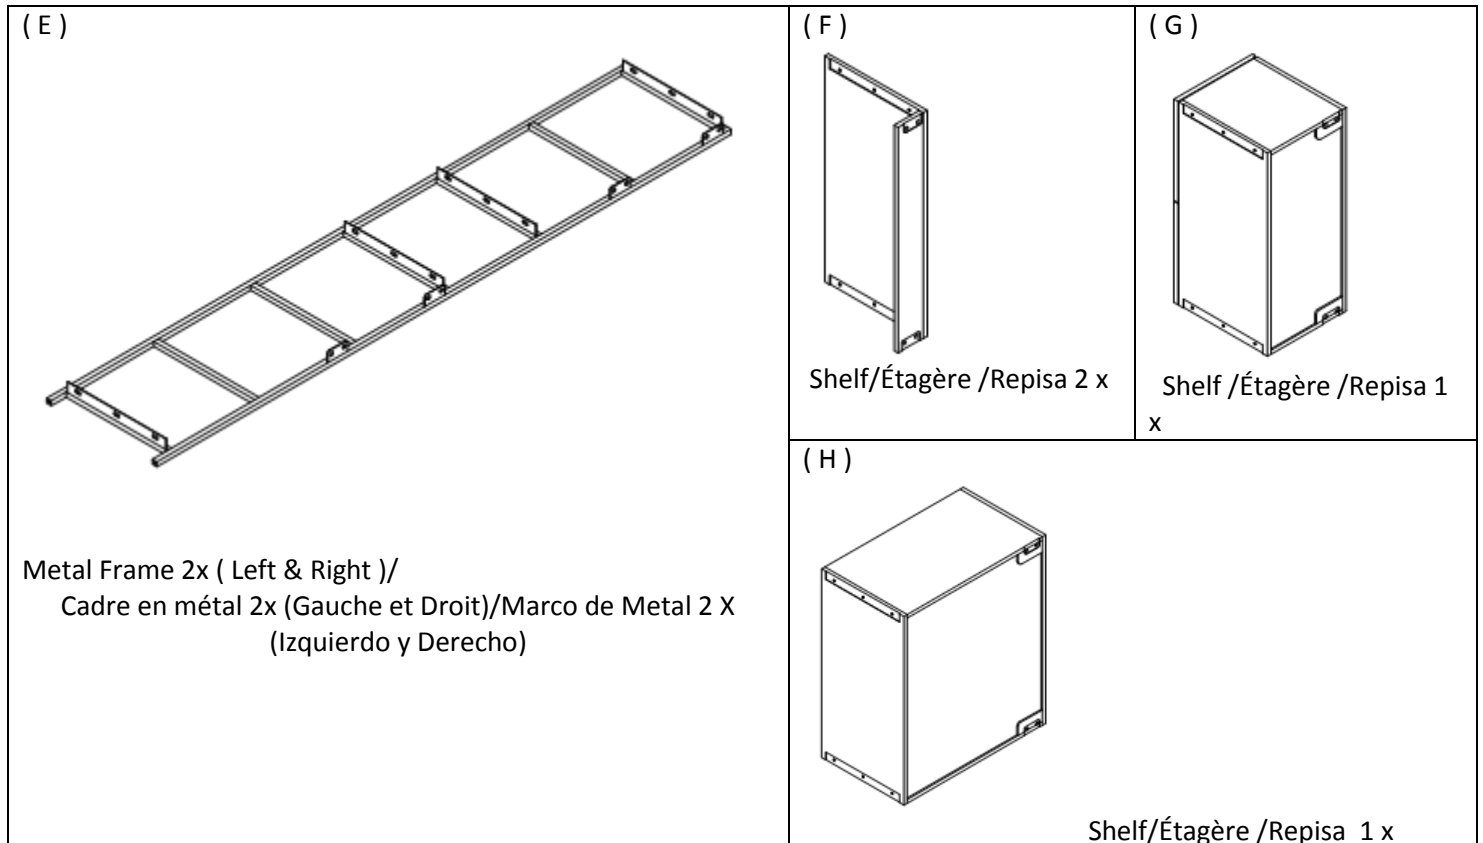 ( E )
Metal Frame 2x ( Left & Right )/
Cadre en métal 2x (Gauche et Droit)/Marco de Metal 2 X
(Izquierdo y Derecho)
( F )
Shelf/Étagère /Repisa 2 x
( G )
Shelf /Étagère /Repisa 1
x
( H )
Shelf/Étagère /Repisa 1 x